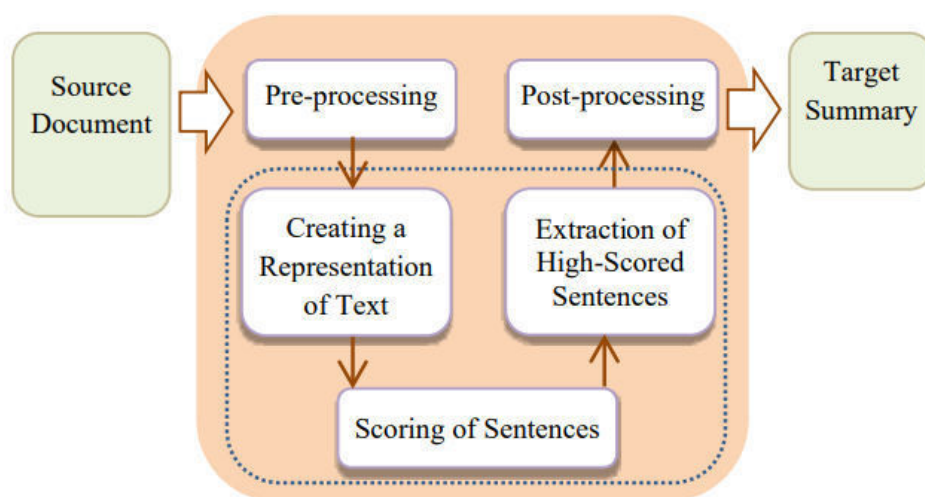 Source
Document
Pre-processing
Creating a
Representation
of Text
Scoring of Sentences
Extraction of
High-Scored
Sentences
Post-processing
Target
Summary